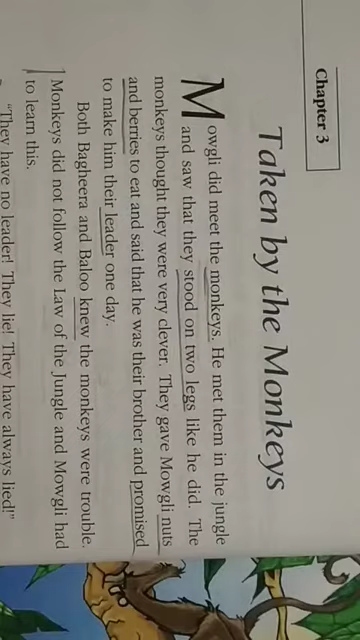 Chapter 3
Taken by the Monkeys
Mowgli did meet the monkeys. He met them in the jungle
and saw that they stood on two legs like he did. The
monkeys thought they were very clever. They gave Mowgli nuts
and berries to eat and said that he was their brother and promised
to make him their leader one day.
Both Bagheera and Baloo knew the monkeys were trouble.
Monkeys did not follow the Law of the Jungle and Mowgli had
to learn this.
"They have no leader! They lie! They have always lied!"